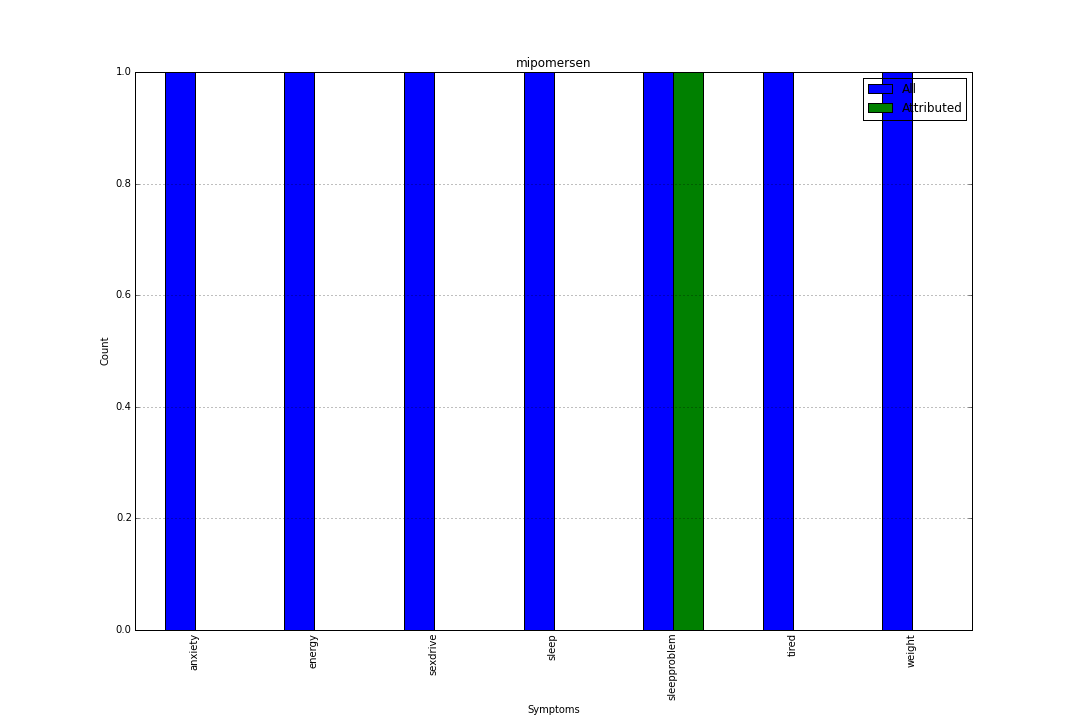 mipomersen
1.0
0.8
0.6
0.4
0.2
0.0
Count
All
Attributed
anxiety
energy
sexdrive
sleep
sleepproblem
tired
weight
Symptoms